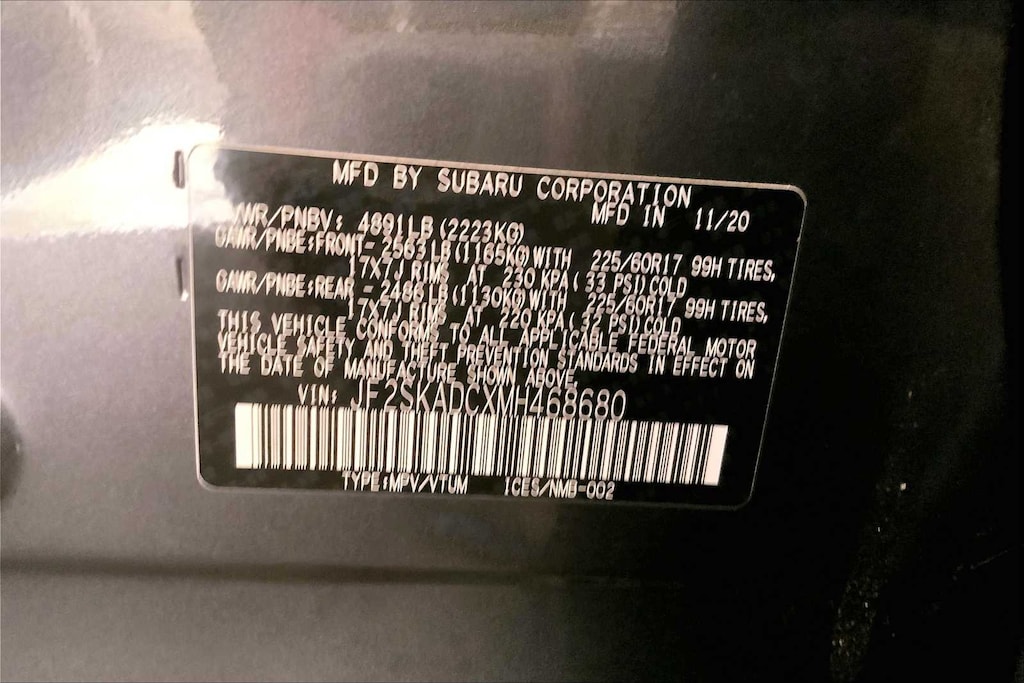 MFD BY SUBARU CORPORATION
MFD IN 11/20
GVWR/PNBV: 4891LB(2223KG)
GAWR/PNBE:FRONT- 2563LB(1165KG)WITH 225/60R17 99H TIRES,
17X7J RIMS AT 230 KPA( 33 PSI)COLD
GAWR/PNBE:REAR - 2486LB(1130KG)WITH 225/60R17 99H TIRES,
17X7J RIMS AT 220 KPA( 32 PSI)COLD
THIS VEHICLE CONFORMS TO ALL APPLICABLE FEDERAL MOTOR
VEHICLE SAFETY AND THEFT PREVENTION STANDARDS IN EFFECT ON
THE DATE OF MANUFACTURE SHOWN ABOVE.
VIN: JF2SKADCXMH468680
TYPE:MPV/VTUM ICES/NMB-002